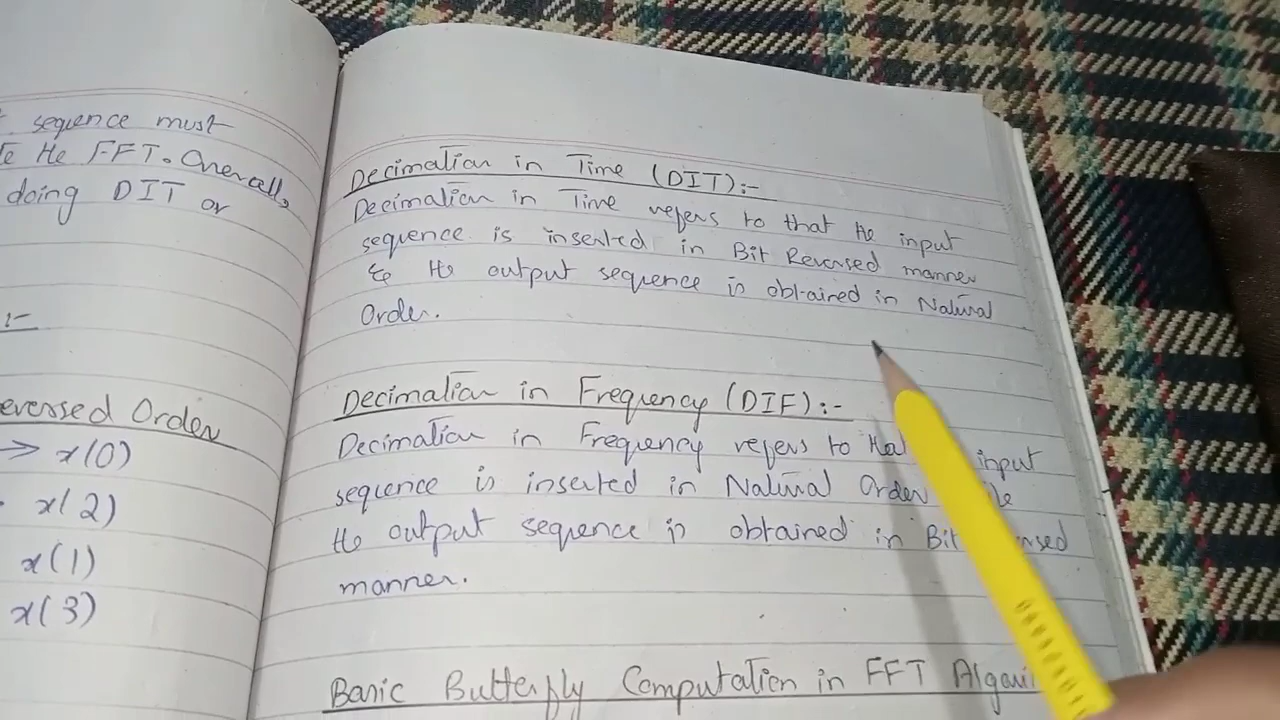 sequence must
the FFT. Overall,
doing DIT or
:-
eversed Order
→ x(0)
x(2)
x(1)
x(3)
Decimation in Time (DIT):-
Decimation in Time refers to that the input
sequence is inserted in Bit Reversed manner
& the output sequence is obtained in Natural
Order.
Decimation in Frequency (DIF):-
Decimation in Frequency refers to that input
sequence is inserted in Natural Order
the output sequence is obtained in Bit
manner.
Basic Butterfly Computation in FFT